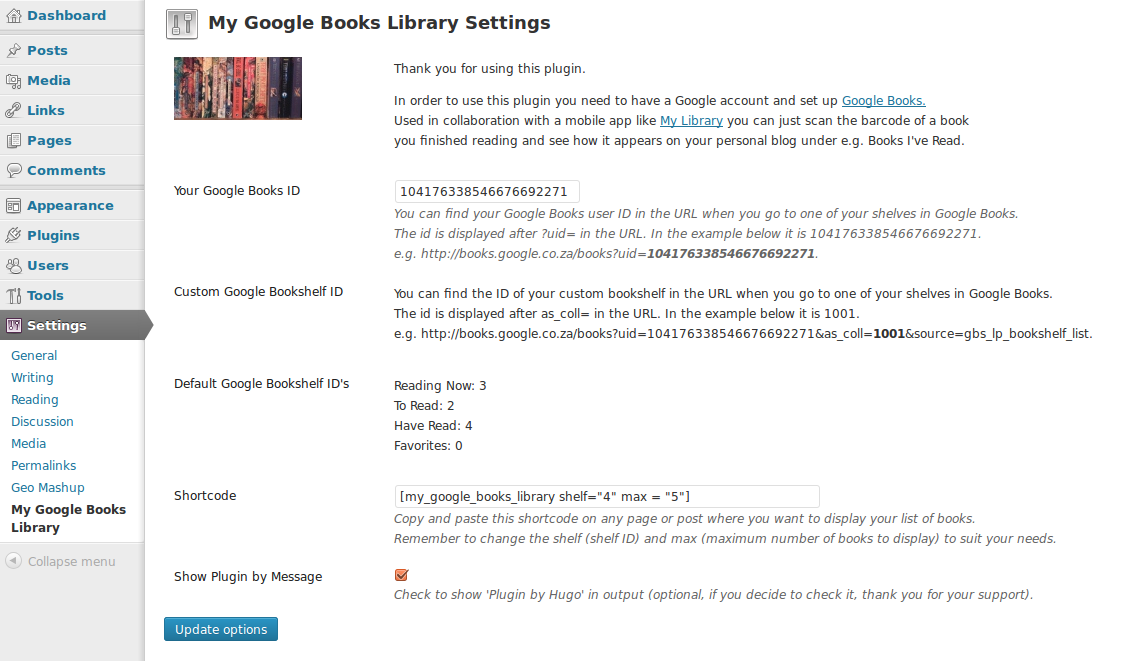 Dashboard
Posts
Media
Links
Pages
Comments
Appearance
Plugins
Users
Tools
Settings
General
Writing
Reading
Discussion
Media
Permalinks
Geo Mashup
My Google Books
Library
Collapse menu
My Google Books Library Settings
Thank you for using this plugin.
In order to use this plugin you need to have a Google account and set up Google Books.
Used in collaboration with a mobile app like My Library you can just scan the barcode of a book
you finished reading and see how it appears on your personal blog under e.g. Books I've Read.
Your Google Books ID
104176338546676692271
You can find your Google Books user ID in the URL when you go to one of your shelves in Google Books.
The id is displayed after ?uid= in the URL. In the example below it is 104176338546676692271.
e.g. http://books.google.co.za/books?uid=104176338546676692271.
Custom Google Bookshelf ID
You can find the ID of your custom bookshelf in the URL when you go to one of your shelves in Google Books.
The id is displayed after as_coll= in the URL. In the example below it is 1001.
e.g. http://books.google.co.za/books?uid=104176338546676692271&as_coll=1001&source=gbs_lp_bookshelf_list.
Default Google Bookshelf ID's
Reading Now: 3
To Read: 2
Have Read: 4
Favorites: 0
Shortcode
[my_google_books_library shelf="4" max = "5"]
Copy and paste this shortcode on any page or post where you want to display your list of books.
Remember to change the shelf (shelf ID) and max (maximum number of books to display) to suit your needs.
Show Plugin by Message
Check to show 'Plugin by Hugo' in output (optional, if you decide to check it, thank you for your support).
Update options